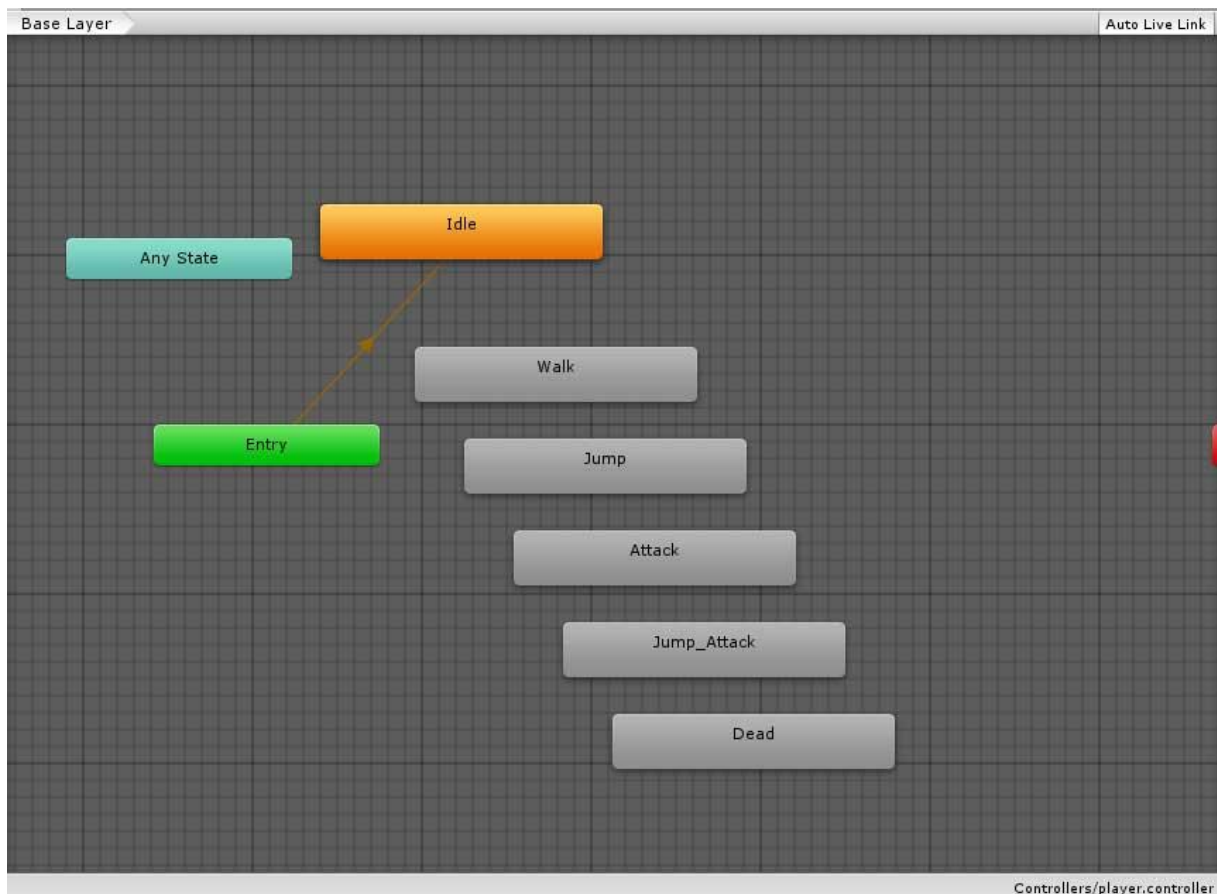 Base Layer
Auto Live Link
Idle
Any State
Walk
Entry
Jump
Attack
Jump_Attack
Dead
Controllers/player.controller